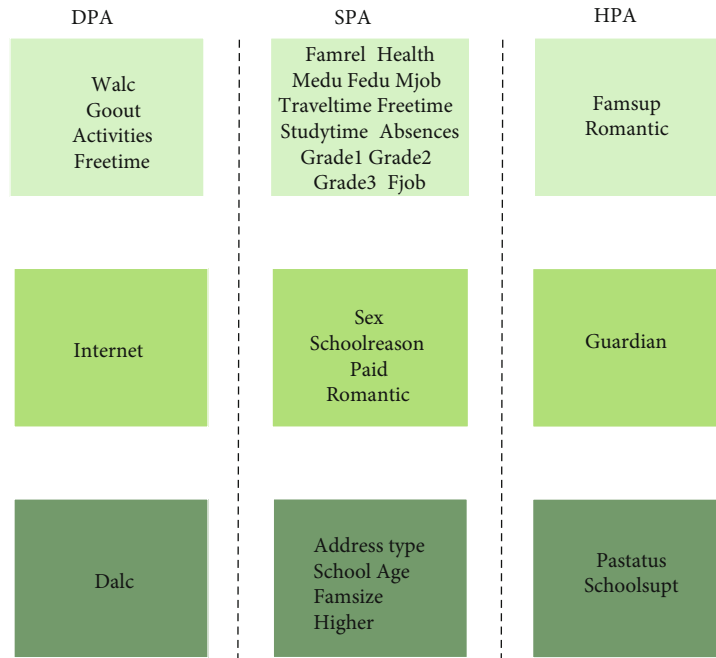 DPA
SPA
HPA
Walc
Goout
Activities
Freetime
Famrel Health
Medu Fedu Mjob
Traveltime Freetime
Studytime Absences
Grade1 Grade2
Grade3 Fjob
Famsup
Romantic
Internet
Sex
Schoolreason
Paid
Romantic
Guardian
Dalc
Address type
School Age
Famsize
Higher
Pastatus
Schoolsupt